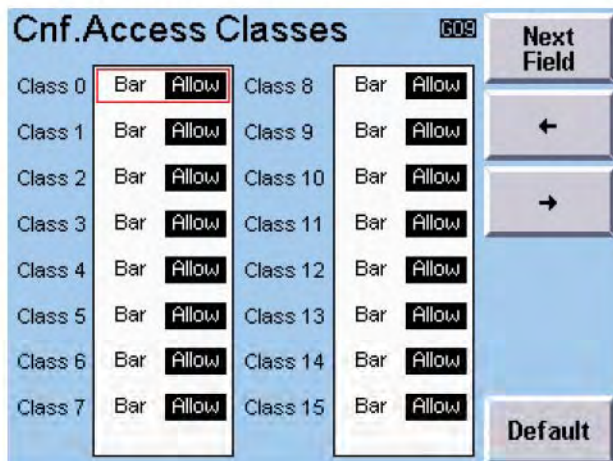 Cnf.Access Classes G09
Next
Field
Class 0 Bar Allow Class 8 Bar Allow
Class 1 Bar Allow Class 9 Bar Allow
←
Class 2 Bar Allow Class 10 Bar Allow
→
Class 3 Bar Allow Class 11 Bar Allow
Class 4 Bar Allow Class 12 Bar Allow
Class 5 Bar Allow Class 13 Bar Allow
Class 6 Bar Allow Class 14 Bar Allow
Class 7 Bar Allow Class 15 Bar Allow
Default